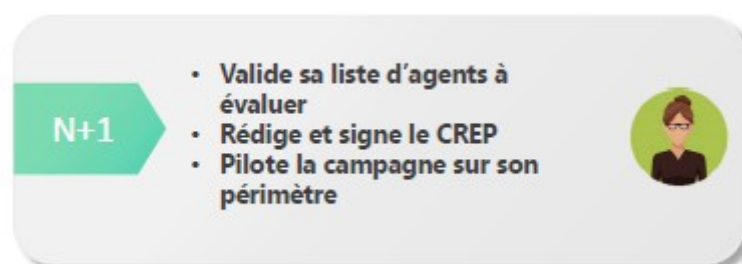 N+1
• Valide sa liste d'agents à
évaluer
• Rédige et signe le CREP
• Pilote la campagne sur son
périmètre